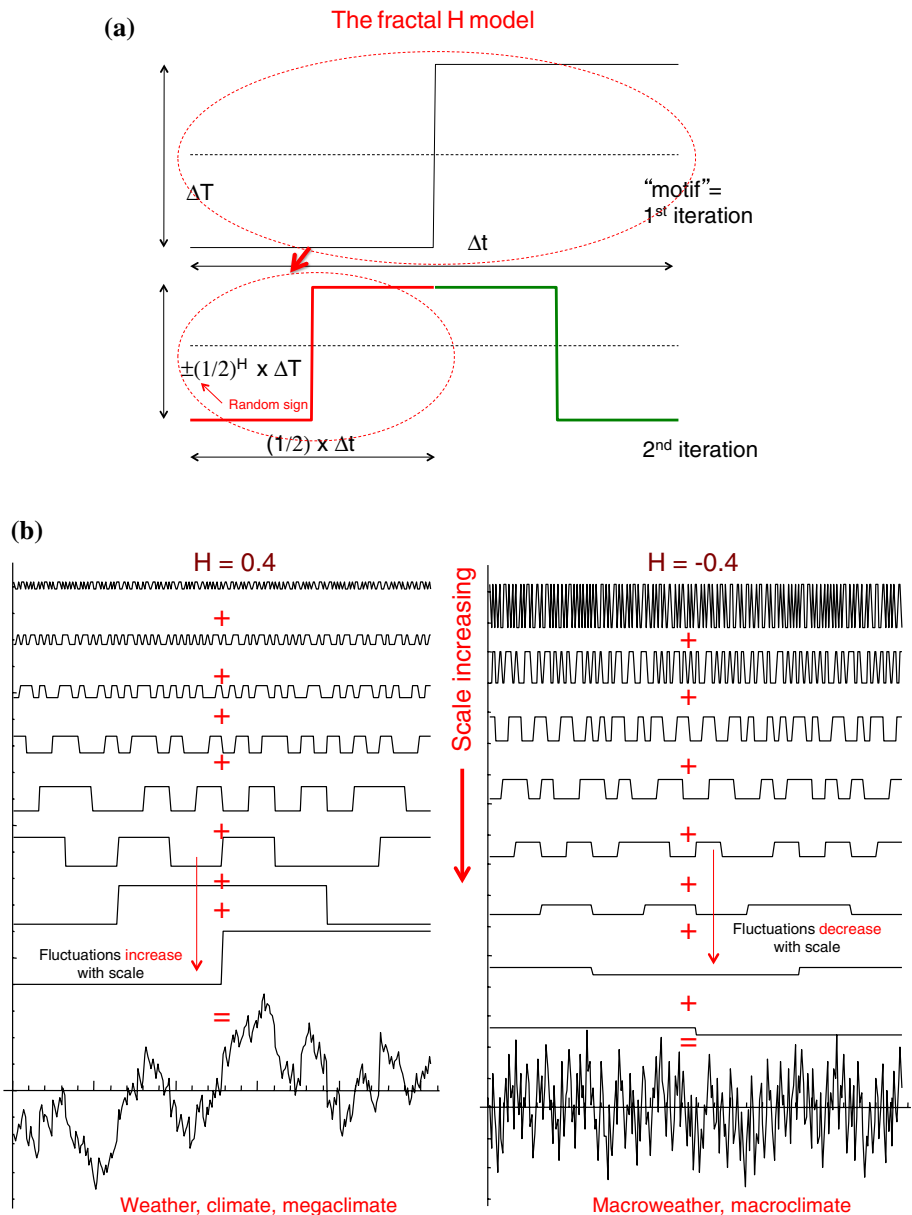 (a)
The fractal H model
ΔT
"motif"=
1st iteration
Δt
±(1/2)^H x ΔT
Random sign
(1/2) x Δt
2nd iteration
(b)
H = 0.4
H = -0.4
+
+
+
+
+
+
+
Fluctuations increase
with scale
=
Weather, climate, megaclimate
Scale increasing
+
+
+
+
+
+
Fluctuations decrease
with scale
+
=
Macroweather, macroclimate